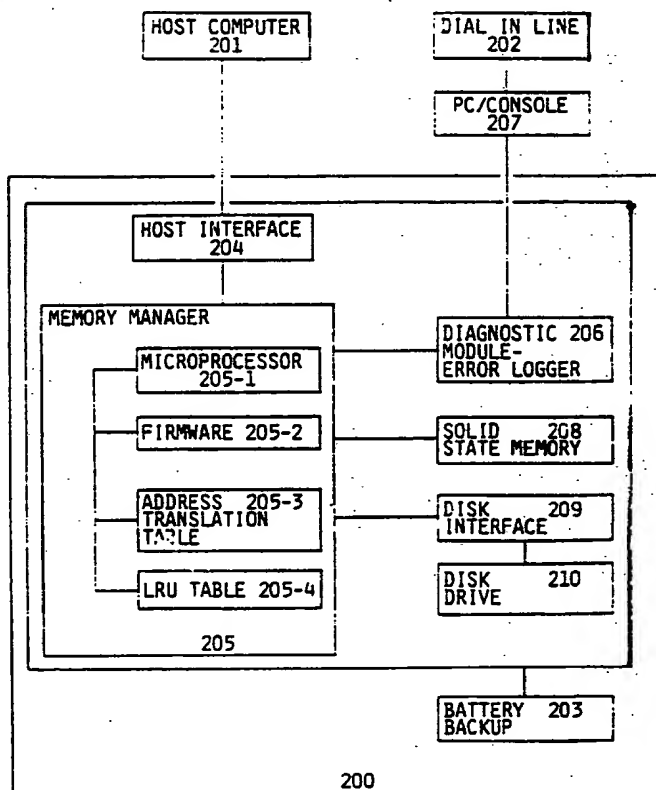 HOST COMPUTER
201
DIAL IN LINE
202
PC/CONSOLE
207
HOST INTERFACE
204
MEMORY MANAGER
MICROPROCESSOR
205-1
FIRMWARE 205-2
ADDRESS 205-3
TRANSLATION
TABLE
LRU TABLE 205-4
205
DIAGNOSTIC 206
MODULE-
ERROR LOGGER
SOLID 208
STATE MEMORY
DISK 209
INTERFACE
DISK 210
DRIVE
BATTERY 203
BACKUP
200